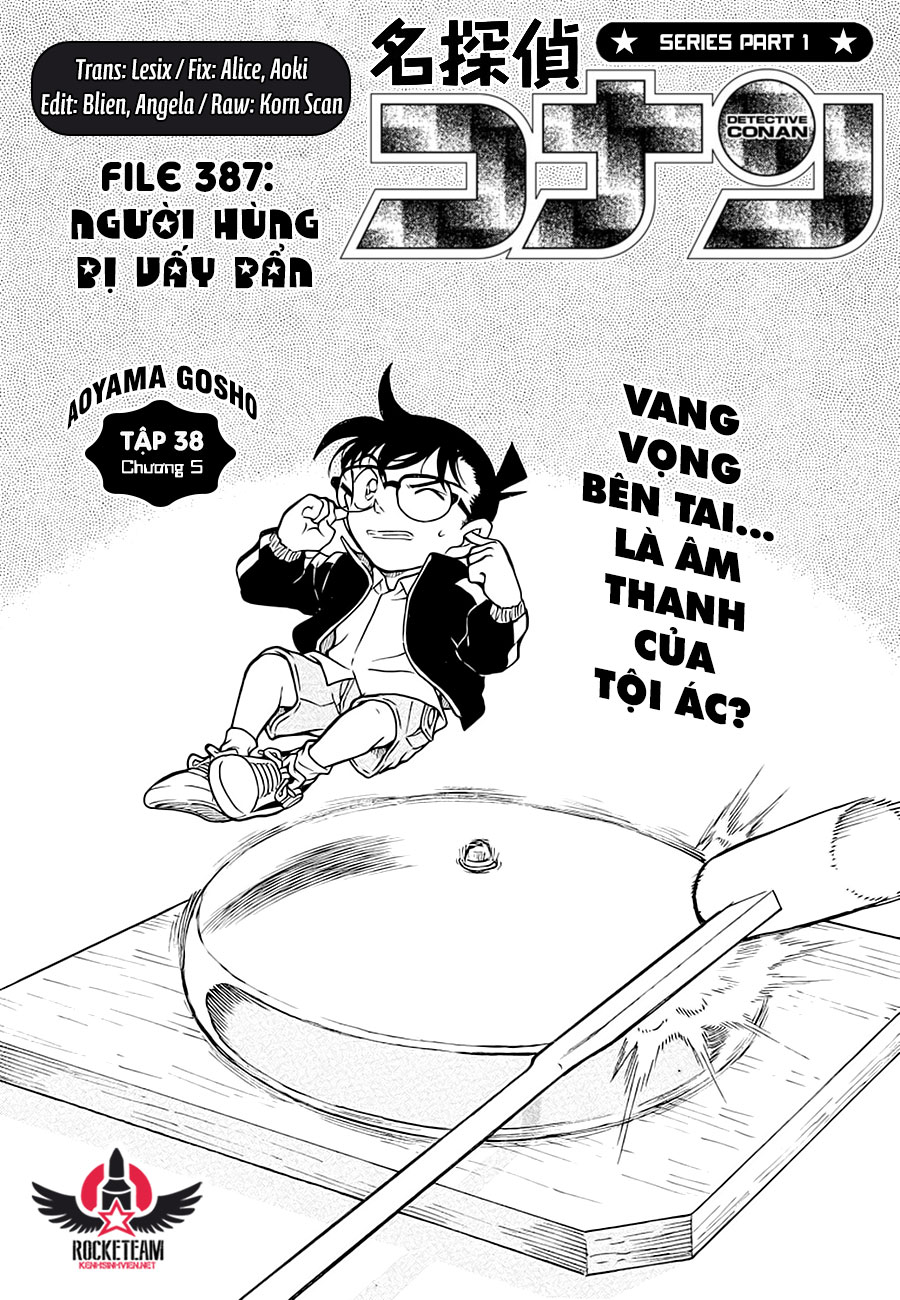 Trans: Lesix / Fix: Alice, Aoki
Edit: Blien, Angela / Raw: Korn Scan
名探偵
SERIES PART 1
コナン
DETECTIVE
CONAN
FILE 387:
NGƯỜI HÙNG
BỊ VẤY BẨN
AOYAMA GOSHO
TẬP 38
Chương 5
VANG
VỌNG
BÊN TAI...
LÀ ÂM
THANH
CỦA
TỘI ÁC?
ROCKETEAM
KENHSINHVIEN.NET